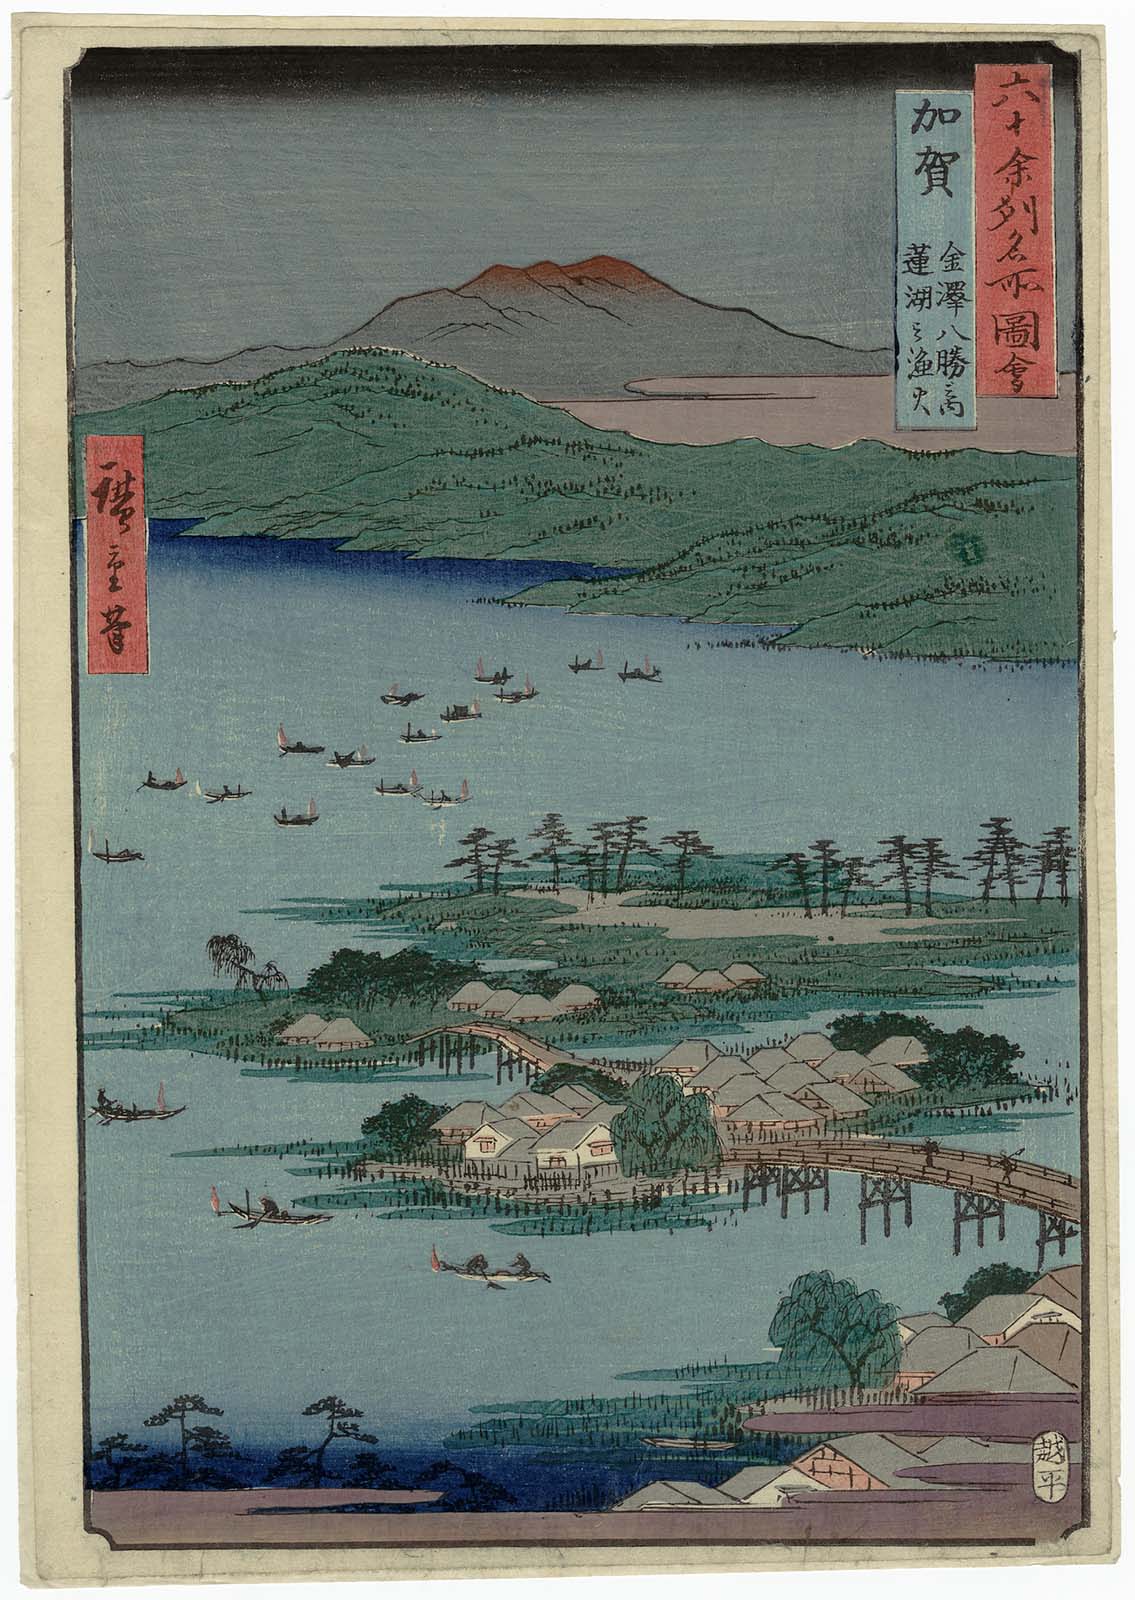 六十余州名所圖會
加賀
金澤八勝之内
蓮湖之漁火
廣重筆
越平